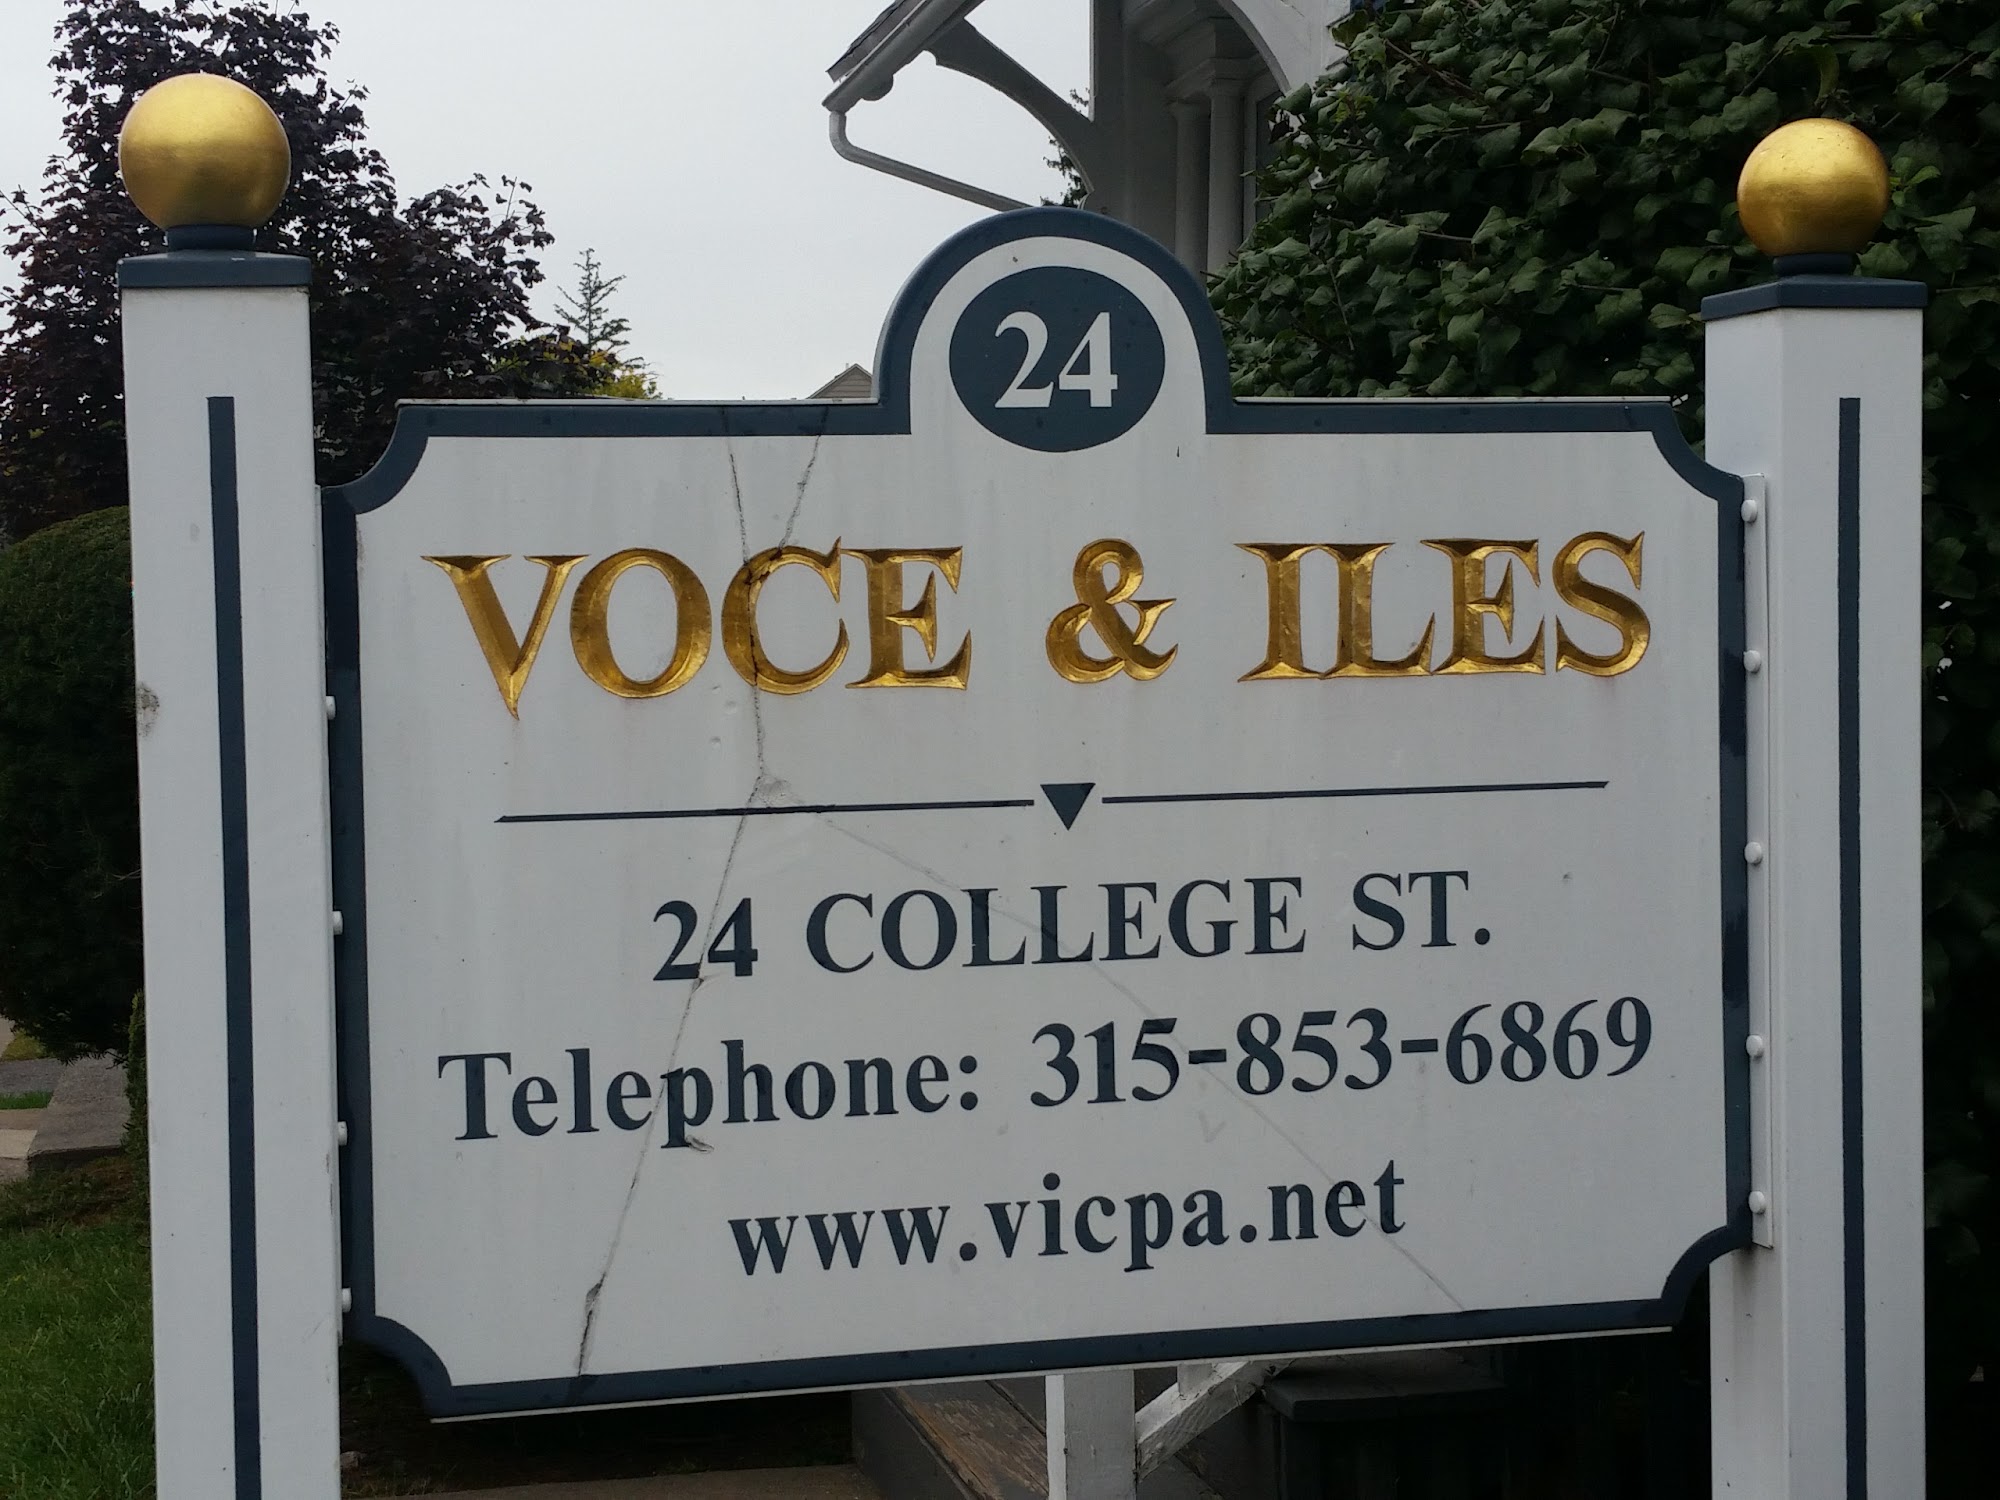 24
VOCE & ILES
24 COLLEGE ST.
Telephone: 315-853-6869
www.vicpa.net